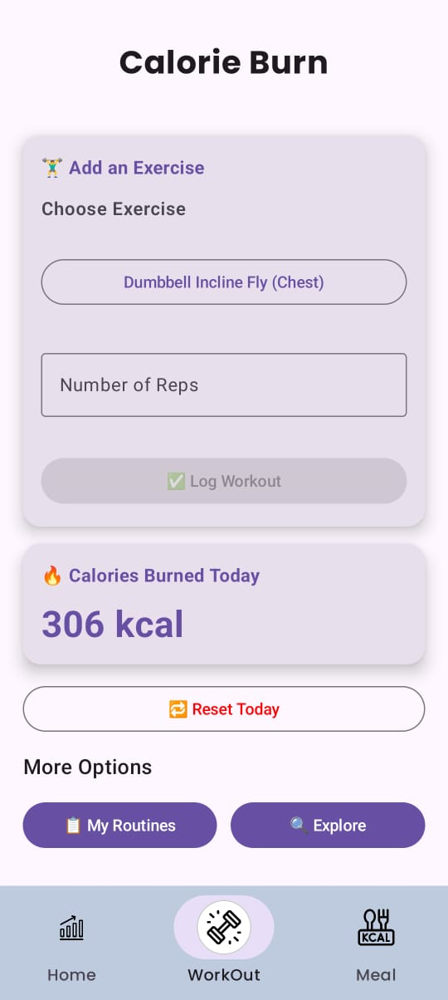 Calorie Burn
🏋️ Add an Exercise
Choose Exercise
Dumbbell Incline Fly (Chest)
Number of Reps
✅ Log Workout
🔥 Calories Burned Today
306 kcal
🔁 Reset Today
More Options
📋 My Routines
🔍 Explore
KCAL
Home
WorkOut
Meal